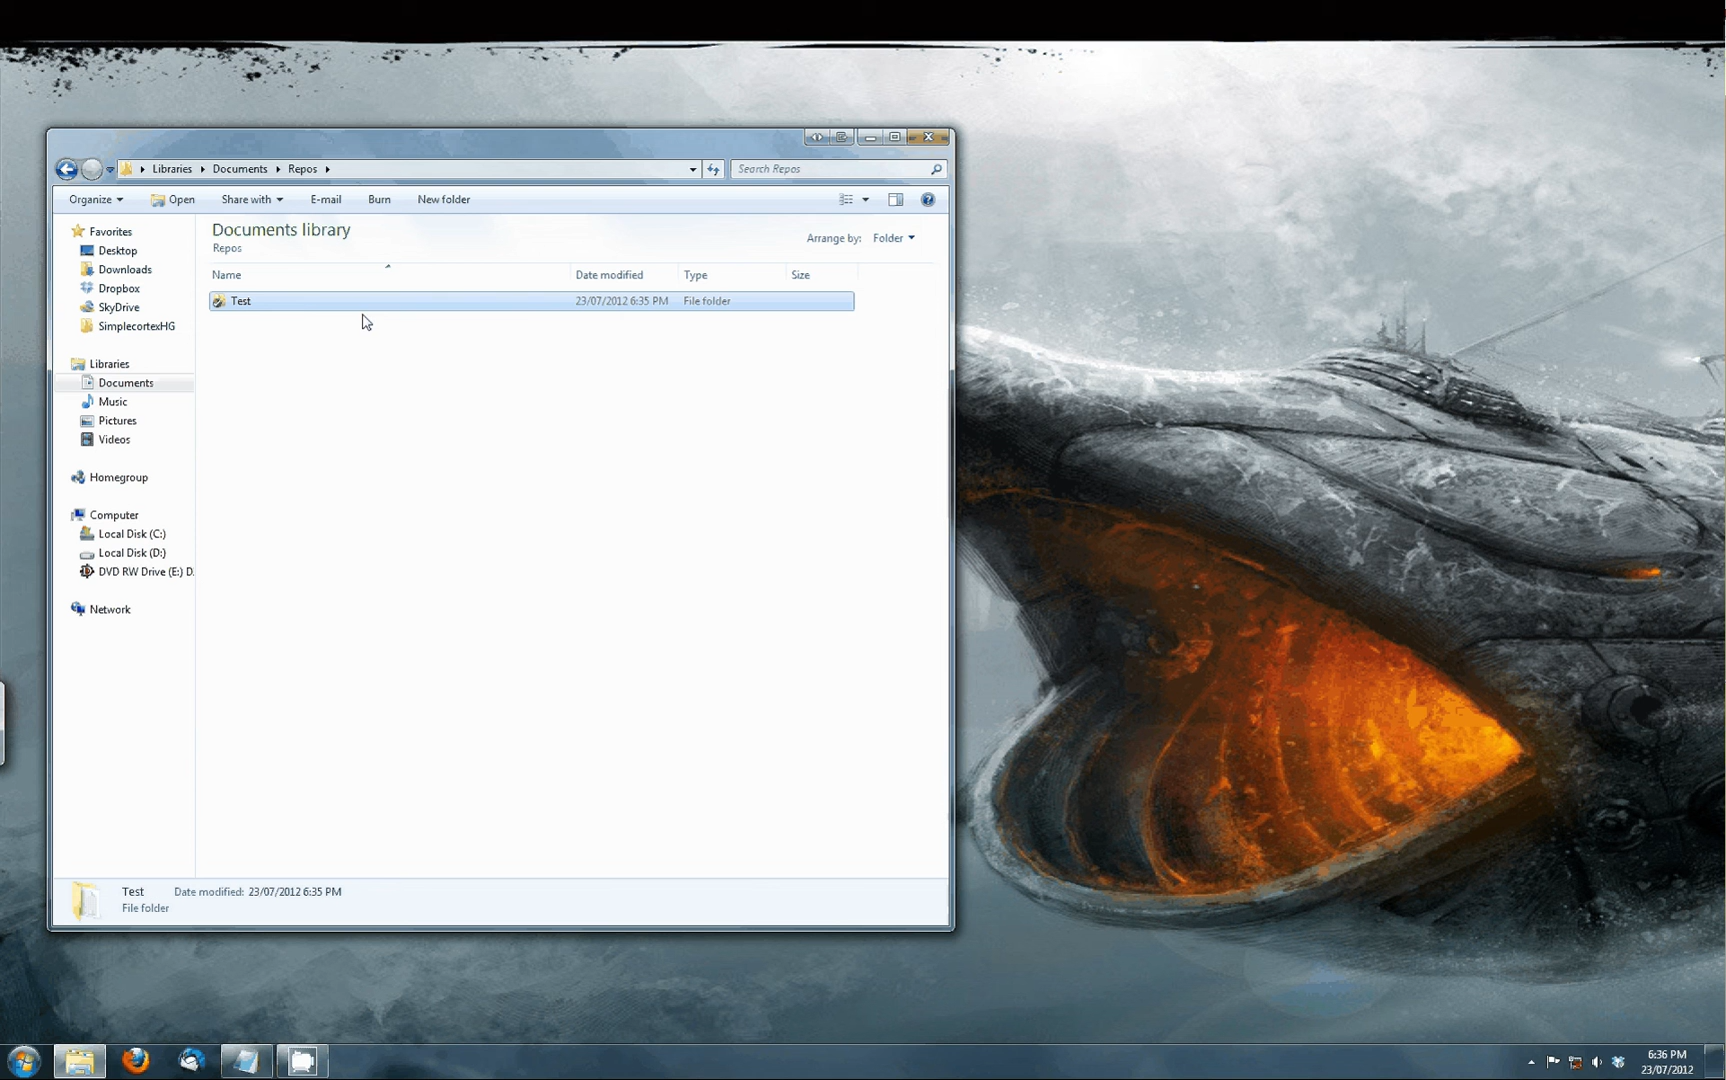 Libraries Documents Repos
Search Repos
Organize Open Share with E-mail Burn New folder
Favorites
Desktop
Downloads
Dropbox
SkyDrive
SimplecortexHG
Libraries
Documents
Music
Pictures
Videos
Homegroup
Computer
Local Disk (C:)
Local Disk (D:)
DVD RW Drive (E:) D
Network
Documents library
Repos
Arrange by: Folder
Name Date modified Type Size
Test 23/07/2012 6:35 PM File folder
Test Date modified: 23/07/2012 6:35 PM
File folder
6:36 PM
23/07/2012